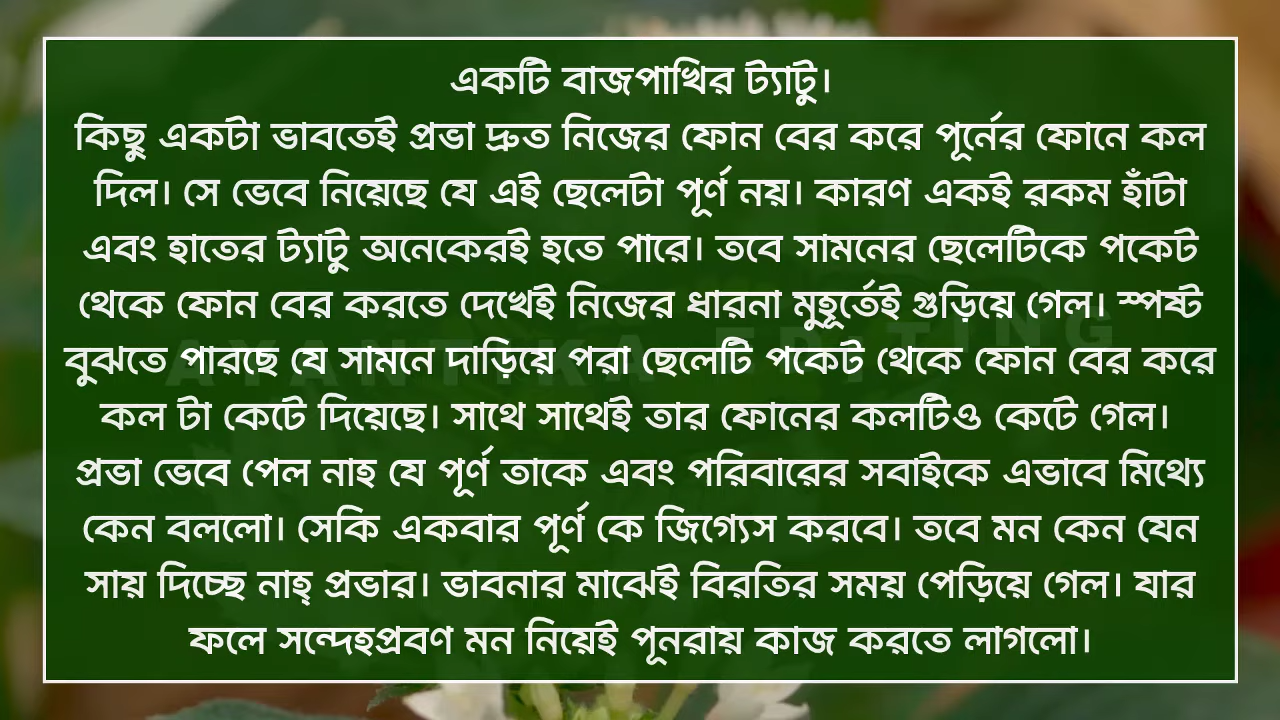 একটি বাজপাখির ট্যাটু।
কিছু একটা ভাবতেই প্রভা দ্রুত নিজের ফোন বের করে পূর্নের ফোনে কল
দিল। সে ভেবে নিয়েছে যে এই ছেলেটা পূর্ণ নয়। কারণ একই রকম হাঁটা
এবং হাতের ট্যাটু অনেকেরই হতে পারে। তবে সামনের ছেলেটিকে পকেট
থেকে ফোন বের করতে দেখেই নিজের ধারনা মুহূর্তেই গুড়িয়ে গেল। স্পষ্ট
বুঝতে পারছে যে সামনে দাড়িয়ে পরা ছেলেটি পকেট থেকে ফোন বের করে
কল টা কেটে দিয়েছে। সাথে সাথেই তার ফোনের কলটিও কেটে গেল।
প্রভা ভেবে পেল নাহ যে পূর্ণ তাকে এবং পরিবারের সবাইকে এভাবে মিথ্যে
কেন বললো। সেকি একবার পূর্ণ কে জিগ্যেস করবে। তবে মন কেন যেন
সায় দিচ্ছে নাহ্ প্রভার। ভাবনার মাঝেই বিরতির সময় পেড়িয়ে গেল। যার
ফলে সন্দেহপ্রবণ মন নিয়েই পূনরায় কাজ করতে লাগলো।
AYANTIKA EDITING